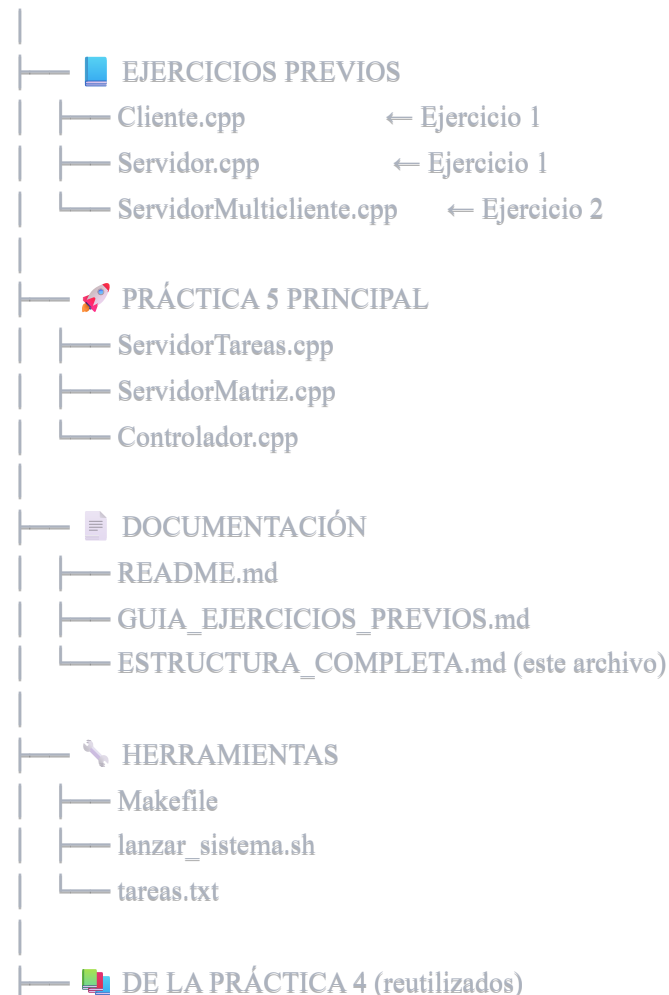 📘 EJERCICIOS PREVIOS
Cliente.cpp ← Ejercicio 1
Servidor.cpp ← Ejercicio 1
ServidorMulticliente.cpp ← Ejercicio 2
🚀 PRÁCTICA 5 PRINCIPAL
ServidorTareas.cpp
ServidorMatriz.cpp
Controlador.cpp
📄 DOCUMENTACIÓN
README.md
GUIA_EJERCICIOS_PREVIOS.md
ESTRUCTURA_COMPLETA.md (este archivo)
🔧 HERRAMIENTAS
Makefile
lanzar_sistema.sh
tareas.txt
📚 DE LA PRÁCTICA 4 (reutilizados)